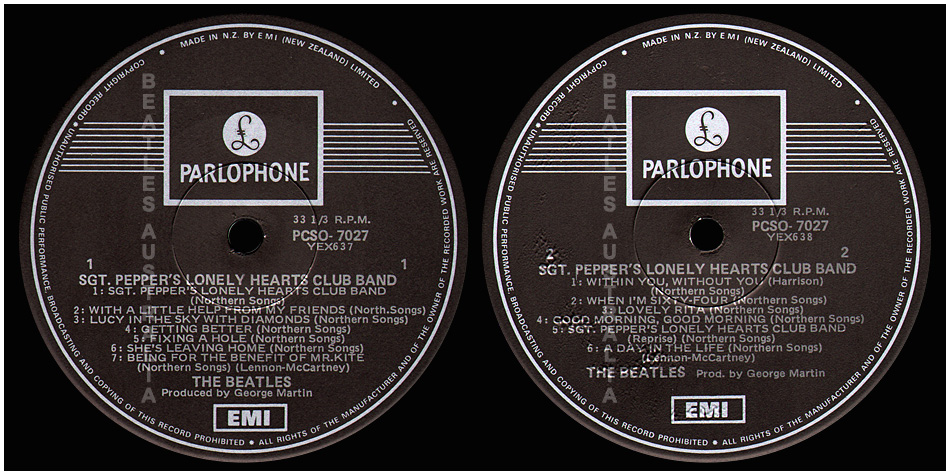 MADE IN N.Z. BY EMI (NEW ZEALAND) LIMITED
COPYRIGHT RECORD • UNAUTHORISED PUBLIC PERFORMANCE, BROADCASTING AND COPYING OF THIS RECORD PROHIBITED • ALL RIGHTS OF THE MANUFACTURER AND OF THE OWNER OF THE RECORDED WORK ARE RESERVED
BEATLES AUSTRALIA
£
PARLOPHONE
33 1/3 R.P.M.
PCSO-7027
YEX637
1 1
SGT. PEPPER'S LONELY HEARTS CLUB BAND
1: SGT. PEPPER'S LONELY HEARTS CLUB BAND
(Northern Songs)
2: WITH A LITTLE HELP FROM MY FRIENDS (North.Songs)
3: LUCY IN THE SKY WITH DIAMONDS (Northern Songs)
4: GETTING BETTER (Northern Songs)
5: FIXING A HOLE (Northern Songs)
6: SHE'S LEAVING HOME (Northern Songs)
7: BEING FOR THE BENEFIT OF MR.KITE
(Northern Songs) (Lennon-McCartney)
THE BEATLES
Produced by George Martin
EMI
MADE IN N.Z. BY EMI (NEW ZEALAND) LIMITED
COPYRIGHT RECORD • UNAUTHORISED PUBLIC PERFORMANCE, BROADCASTING AND COPYING OF THIS RECORD PROHIBITED • ALL RIGHTS OF THE MANUFACTURER AND OF THE OWNER OF THE RECORDED WORK ARE RESERVED
BEATLES AUSTRALIA
£
PARLOPHONE
33 1/3 R.P.M.
PCSO-7027
YEX638
2 2
SGT. PEPPER'S LONELY HEARTS CLUB BAND
1: WITHIN YOU, WITHOUT YOU (Harrison)
(Northern Songs)
2: WHEN I'M SIXTY-FOUR (Northern Songs)
3: LOVELY RITA (Northern Songs)
4: GOOD MORNING, GOOD MORNING (Northern Songs)
5: SGT. PEPPER'S LONELY HEARTS CLUB BAND
(Reprise) (Northern Songs)
6: A DAY IN THE LIFE (Northern Songs)
(Lennon-McCartney)
THE BEATLES Prod. by George Martin
EMI